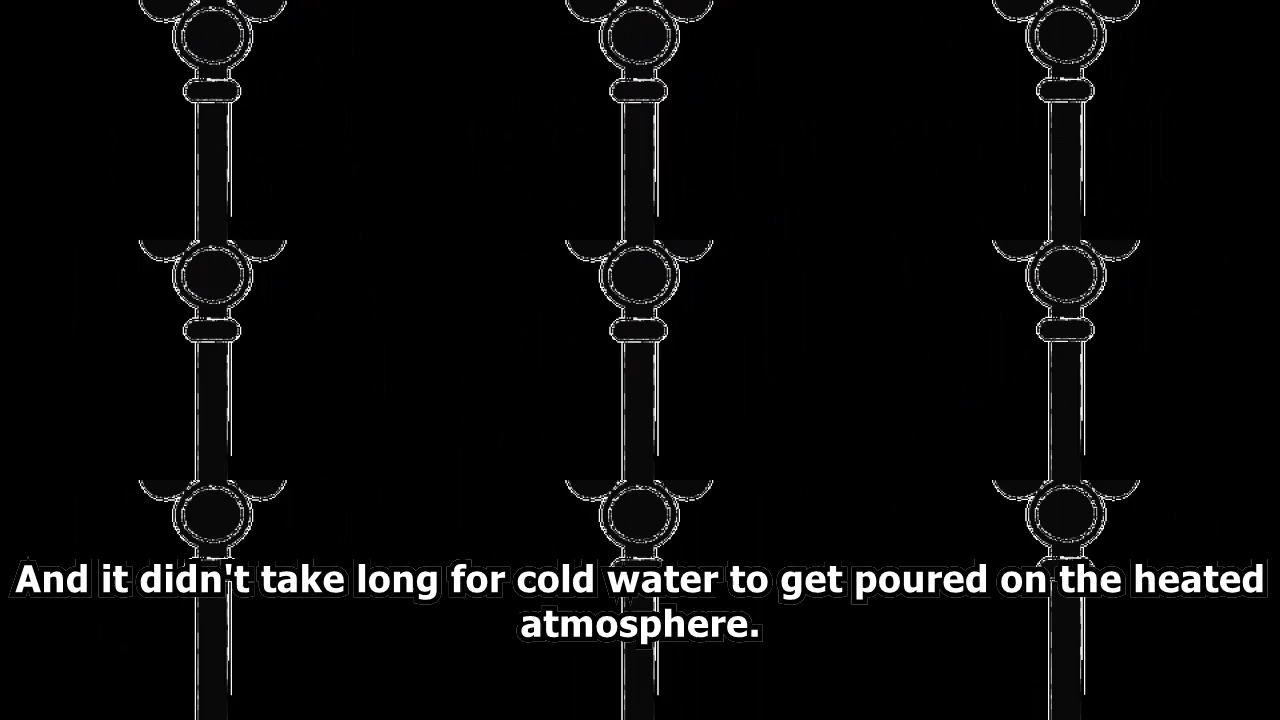 And it didn't take long for cold water to get poured on the heated
atmosphere.